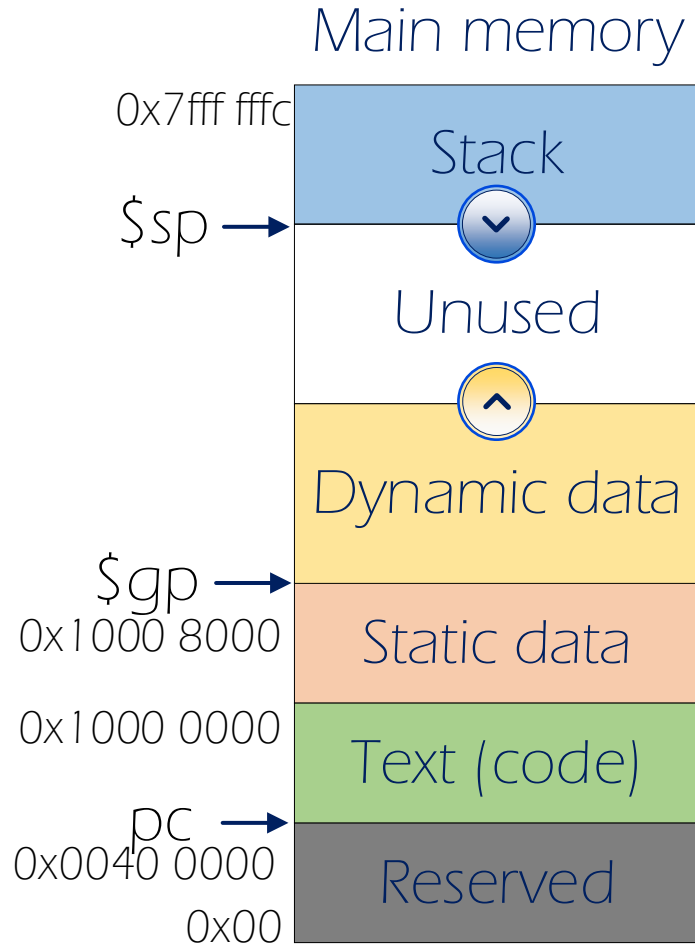 Main memory
0x7fff fffc
Stack
$sp
Unused
Dynamic data
$gp
0x1000 8000
Static data
0x1000 0000
Text (code)
pc
0x0040 0000
Reserved
0x00